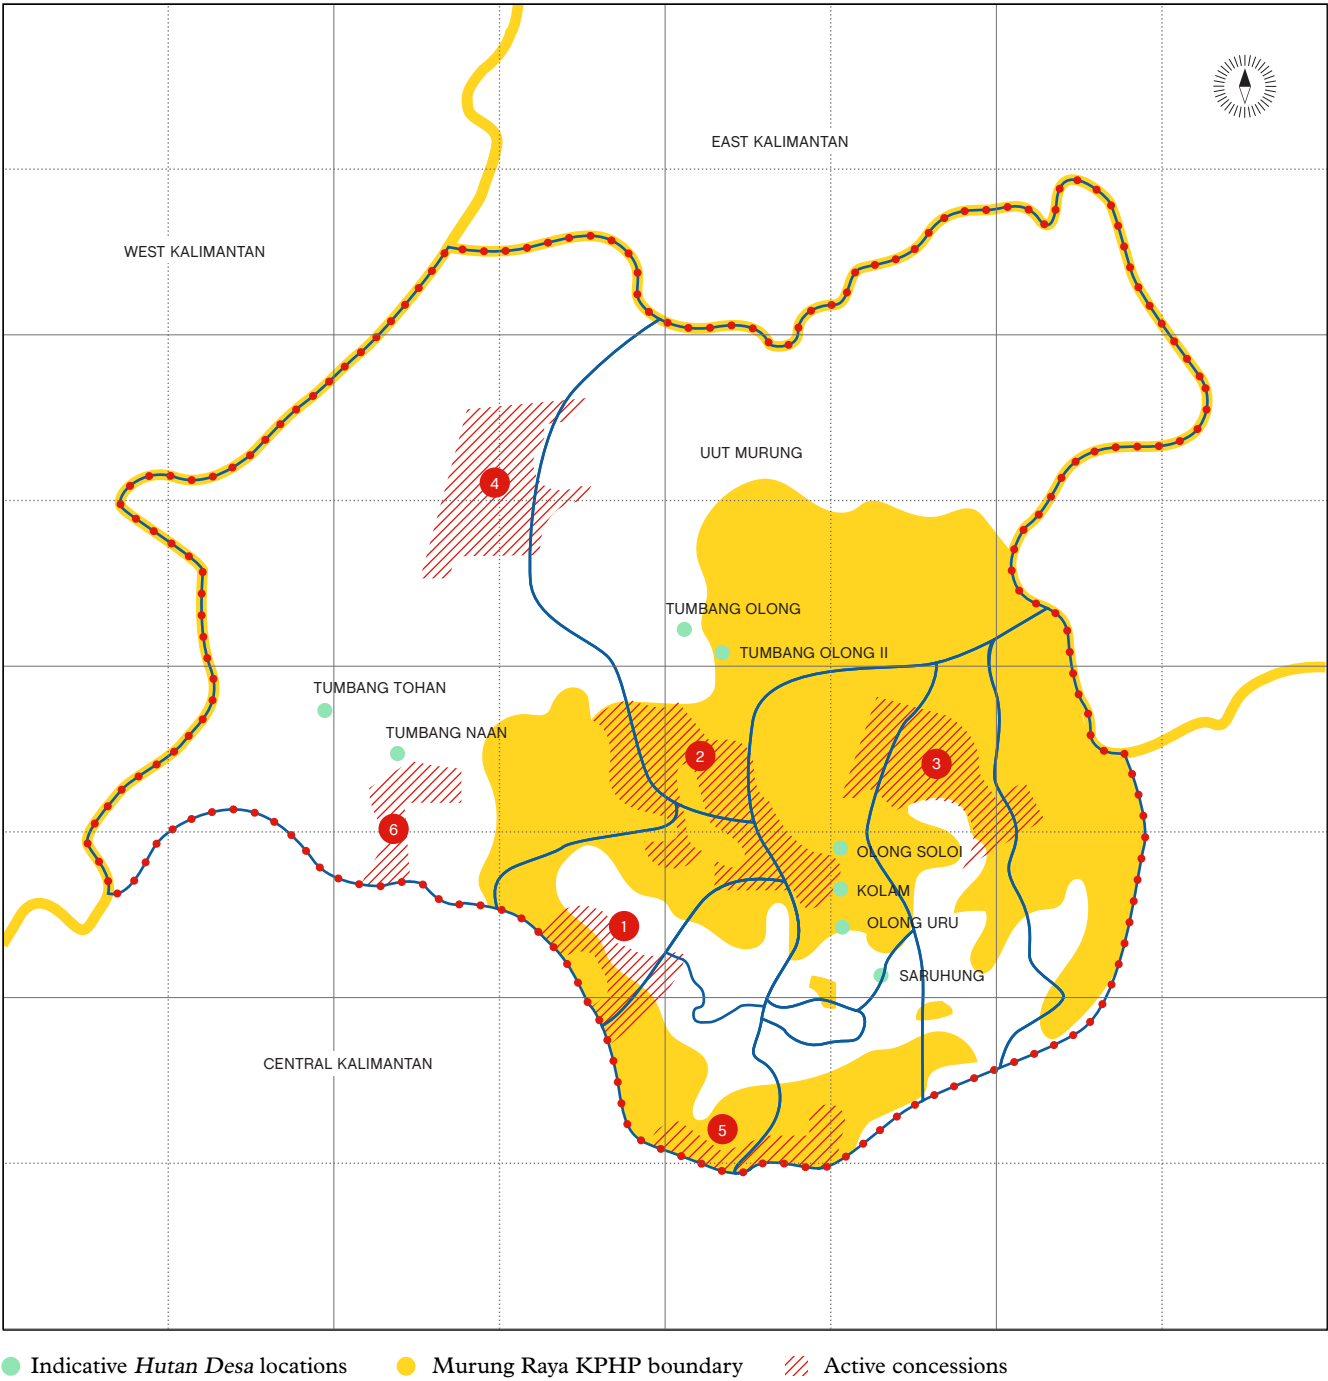 EAST KALIMANTAN
WEST KALIMANTAN
UUT MURUNG
4
TUMBANG OLONG
TUMBANG OLONG II
TUMBANG TOHAN
TUMBANG NAAN
2
3
6
OLONG SOLOI
KOLAM
1
OLONG URU
SARUHUNG
CENTRAL KALIMANTAN
5
Indicative Hutan Desa locations
Murung Raya KPHP boundary
Active concessions